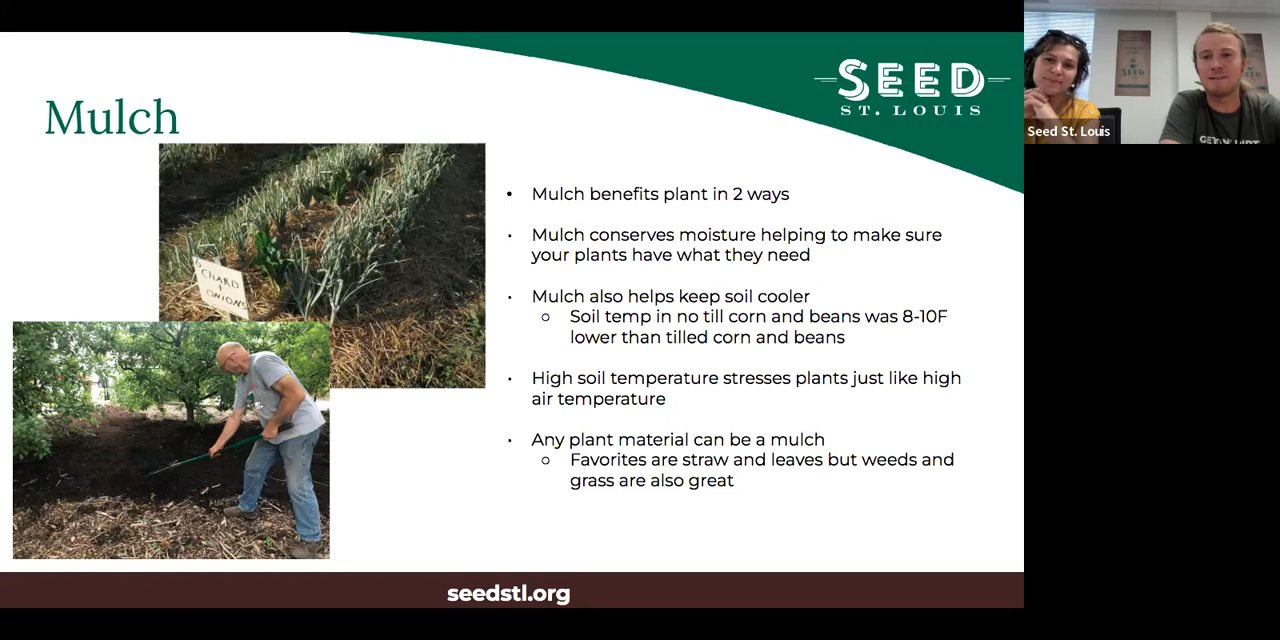 Mulch
SEED
ST. LOUIS
CHARD
+
ONIONS
• Mulch benefits plant in 2 ways
• Mulch conserves moisture helping to make sure
your plants have what they need
• Mulch also helps keep soil cooler
○ Soil temp in no till corn and beans was 8-10F
lower than tilled corn and beans
• High soil temperature stresses plants just like high
air temperature
• Any plant material can be a mulch
○ Favorites are straw and leaves but weeds and
grass are also great
seedstl.org
Seed St. Louis
SEED